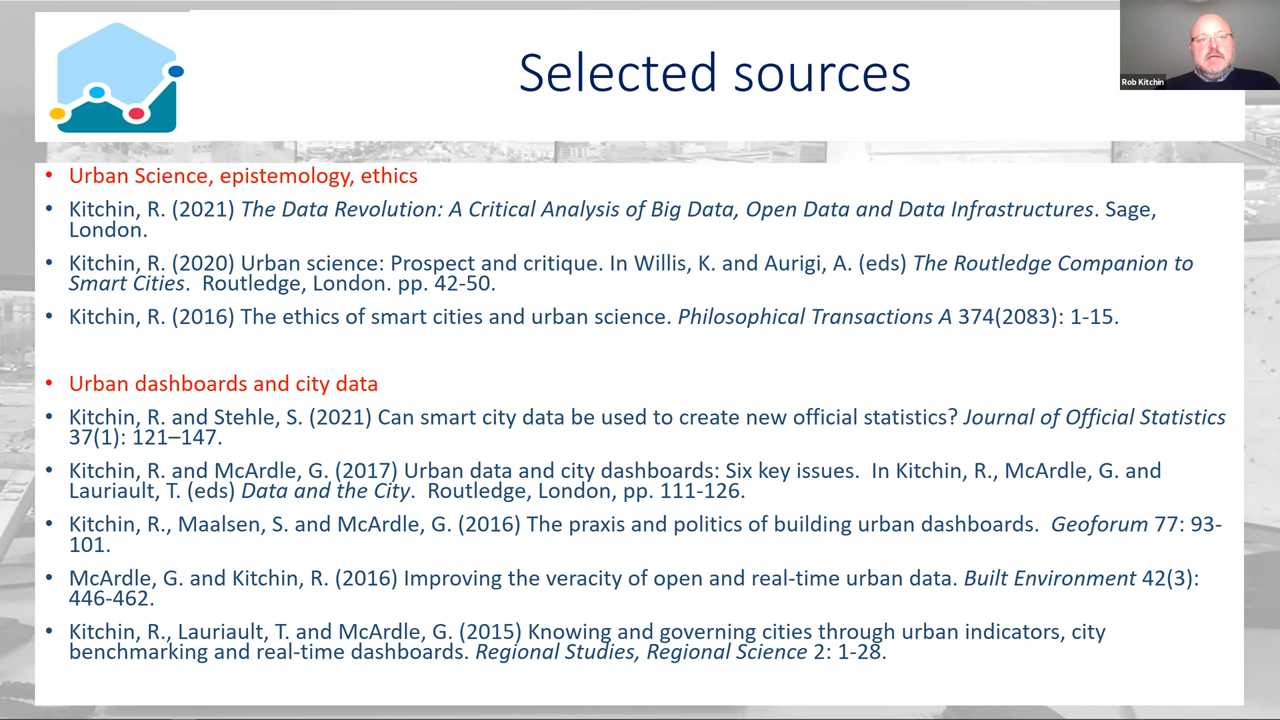 Selected sources
Rob Kitchin
• Urban Science, epistemology, ethics
• Kitchin, R. (2021) The Data Revolution: A Critical Analysis of Big Data, Open Data and Data Infrastructures. Sage,
London.
• Kitchin, R. (2020) Urban science: Prospect and critique. In Willis, K. and Aurigi, A. (eds) The Routledge Companion to
Smart Cities. Routledge, London. pp. 42-50.
• Kitchin, R. (2016) The ethics of smart cities and urban science. Philosophical Transactions A 374(2083): 1-15.
• Urban dashboards and city data
• Kitchin, R. and Stehle, S. (2021) Can smart city data be used to create new official statistics? Journal of Official Statistics
37(1): 121–147.
• Kitchin, R. and McArdle, G. (2017) Urban data and city dashboards: Six key issues. In Kitchin, R., McArdle, G. and
Lauriault, T. (eds) Data and the City. Routledge, London, pp. 111-126.
• Kitchin, R., Maalsen, S. and McArdle, G. (2016) The praxis and politics of building urban dashboards. Geoforum 77: 93-
101.
• McArdle, G. and Kitchin, R. (2016) Improving the veracity of open and real-time urban data. Built Environment 42(3):
446-462.
• Kitchin, R., Lauriault, T. and McArdle, G. (2015) Knowing and governing cities through urban indicators, city
benchmarking and real-time dashboards. Regional Studies, Regional Science 2: 1-28.